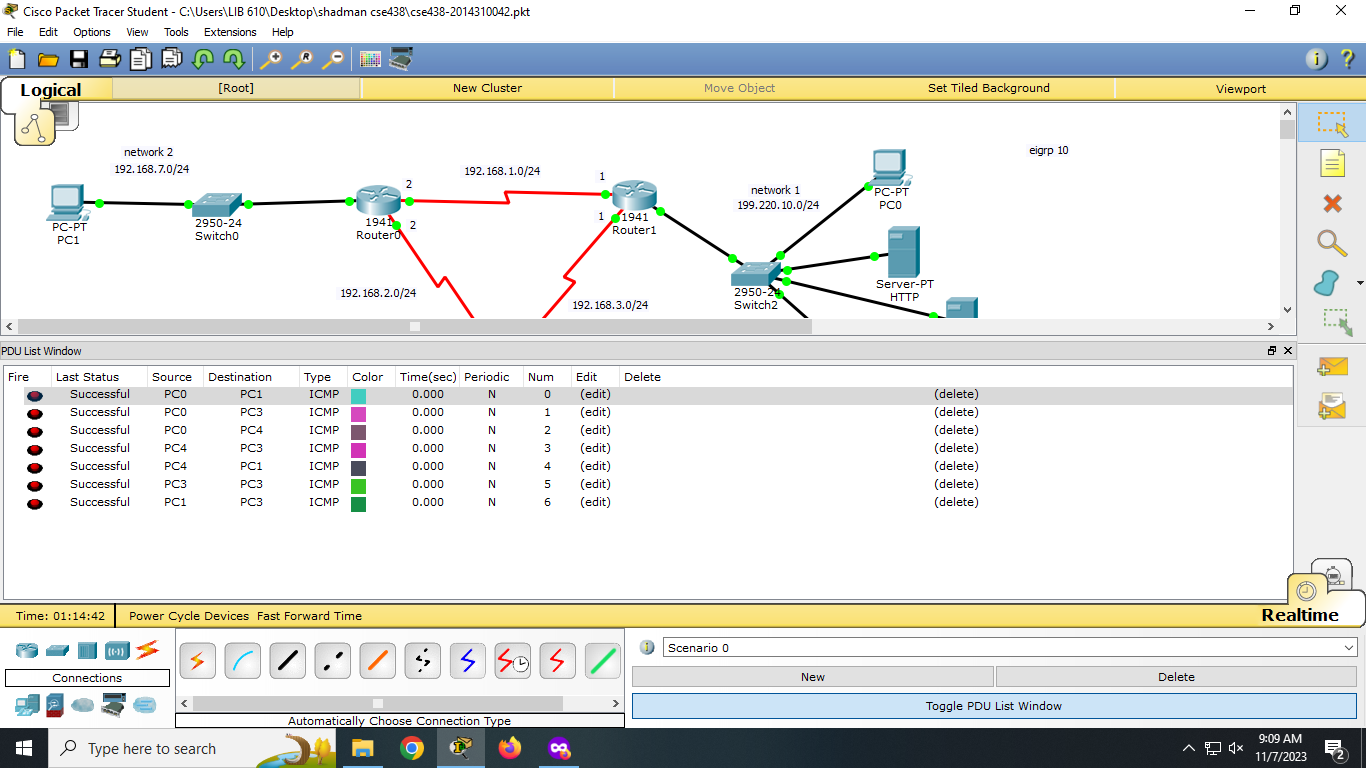 Cisco Packet Tracer Student - C:\Users\LIB 610\Desktop\shadman cse438\cse438-2014310042.pkt
File Edit Options View Tools Extensions Help
Logical [Root] New Cluster Move Object Set Tiled Background Viewport
network 2
192.168.7.0/24
192.168.1.0/24
eigrp 10
2
1
PC-PT
PC1
2950-24
Switch0
1941
Router0
2
1
1941
Router1
network 1
199.220.10.0/24
PC-PT
PC0
192.168.2.0/24
192.168.3.0/24
2950-24
Switch2
Server-PT
HTTP
PDU List Window
Fire Last Status Source Destination Type Color Time(sec) Periodic Num Edit Delete
Successful PC0 PC1 ICMP 0.000 N 0 (edit) (delete)
Successful PC0 PC3 ICMP 0.000 N 1 (edit) (delete)
Successful PC0 PC4 ICMP 0.000 N 2 (edit) (delete)
Successful PC4 PC3 ICMP 0.000 N 3 (edit) (delete)
Successful PC4 PC1 ICMP 0.000 N 4 (edit) (delete)
Successful PC3 PC3 ICMP 0.000 N 5 (edit) (delete)
Successful PC1 PC3 ICMP 0.000 N 6 (edit) (delete)
Time: 01:14:42 Power Cycle Devices Fast Forward Time Realtime
Connections
Automatically Choose Connection Type
Scenario 0
New Delete
Toggle PDU List Window
Type here to search
9:09 AM
11/7/2023
2